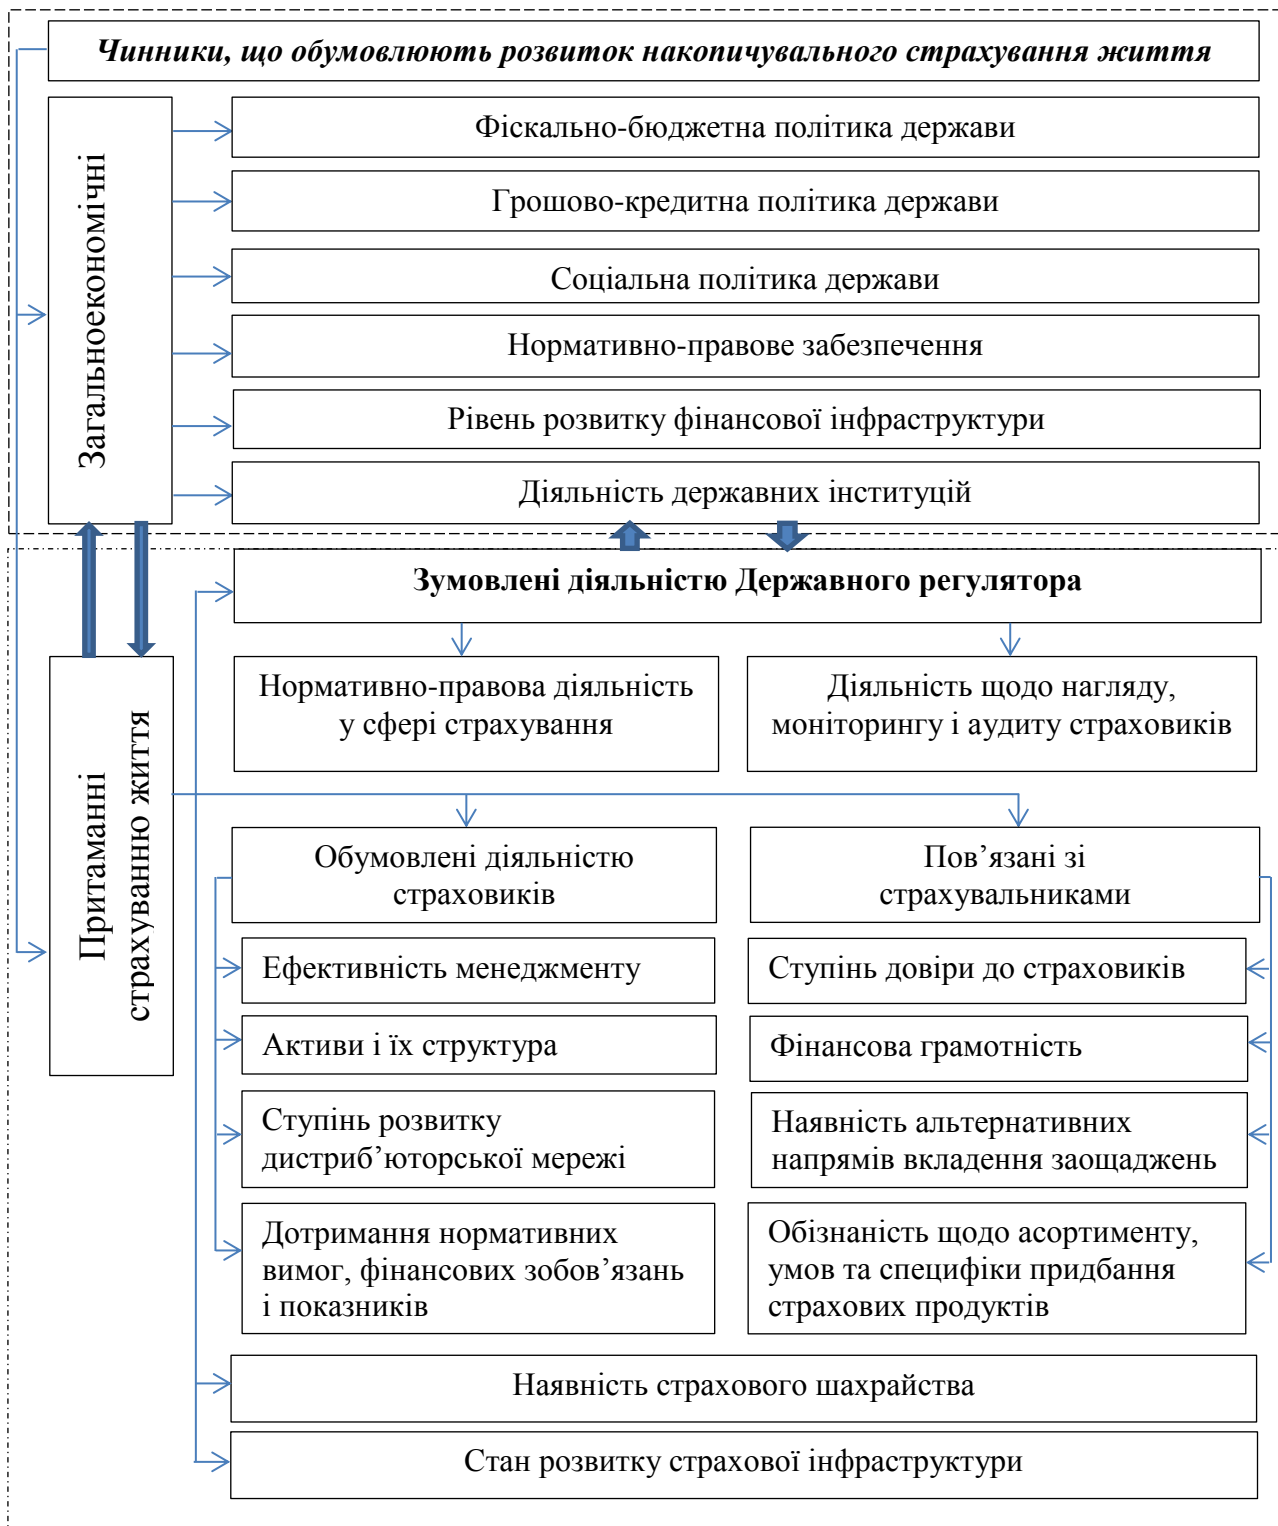 Чинники, що обумовлюють розвиток накопичувального страхування життя
Загальноекономічні
Фіскально-бюджетна політика держави
Грошово-кредитна політика держави
Соціальна політика держави
Нормативно-правове забезпечення
Рівень розвитку фінансової інфраструктури
Діяльність державних інституцій
Притаманні
страхуванню життя
Зумовлені діяльністю Державного регулятора
Нормативно-правова діяльність
у сфері страхування
Діяльність щодо нагляду,
моніторингу і аудиту страховиків
Обумовлені діяльністю
страховиків
Ефективність менеджменту
Активи і їх структура
Ступінь розвитку
дистриб’юторської мережі
Дотримання нормативних
вимог, фінансових зобов’язань
і показників
Пов’язані зі
страхувальниками
Ступінь довіри до страховиків
Фінансова грамотність
Наявність альтернативних
напрямів вкладення заощаджень
Обізнаність щодо асортименту,
умов та специфіки придбання
страхових продуктів
Наявність страхового шахрайства
Стан розвитку страхової інфраструктури